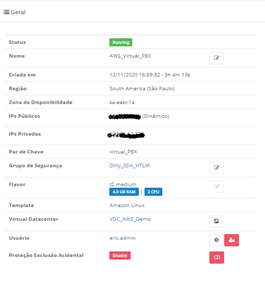 Geral
Status Running
Nome AWS_Virtual_PBX
Criada em 12/11/2020 16:59:32 - 3h 4m 13s
Região South America (São Paulo)
Zona de Disponibilidade sa-east-1a
IPs Públicos (Dinâmico)
IPs Privados
Par de Chave virtual_PBX
Grupo de Segurança Only_SSH_HTLM
Flavor t2.medium
4.0 GB RAM | 2 CPU
Template Amazon Linux
Virtual Datacenter VDC_AWS_Demo
Usuário eric.admin
Proteção Exclusão Acidental Disable